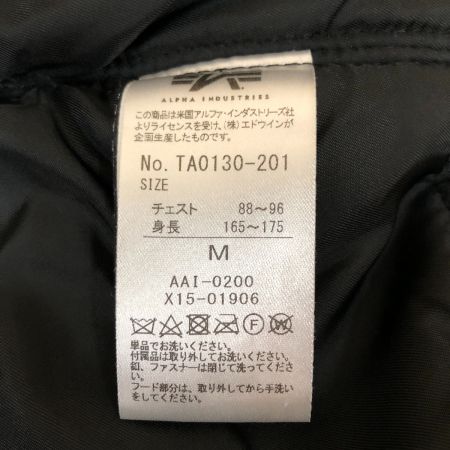 ALPHA INDUSTRIES
この商品は米国アルファ・インダストリーズ社
よりライセンスを受け、(株)エドウインが
企画生産したものです。
No. TA0130-201
SIZE
チェスト 88～96
身長 165～175
M
AAI-0200
X15-01906
単品でお洗いください。
付属品は取り外してお洗いください。
釦、ファスナーは閉じて洗ってくださ
い。
フード部分は、取り外してから手洗い
をしてください。